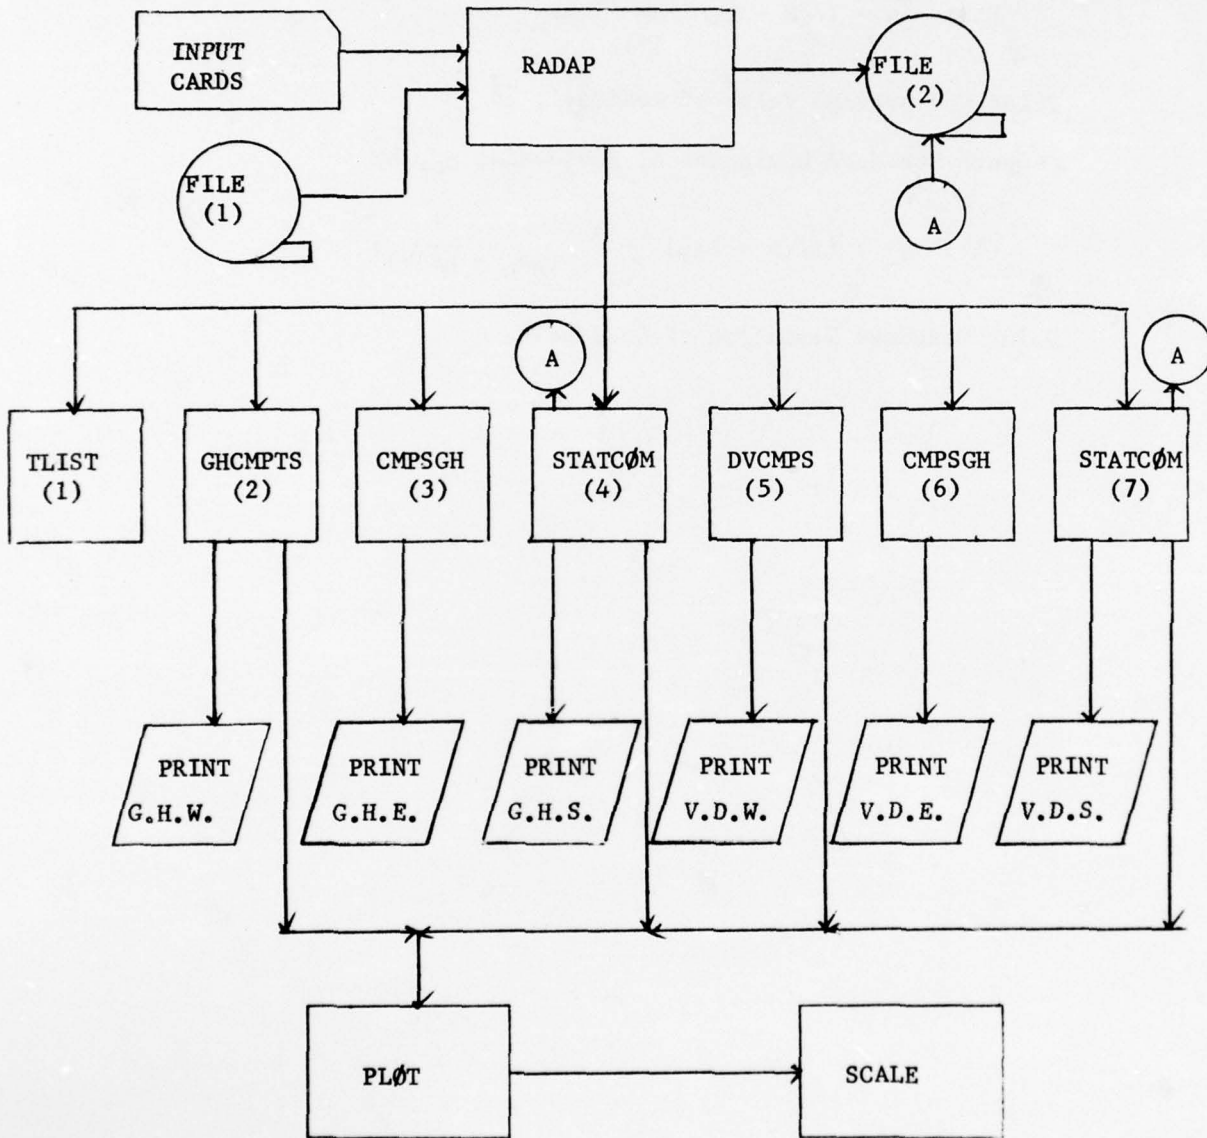 INPUT
CARDS
RADAP
FILE
(2)
FILE
(1)
A
A
A
TLIST
(1)
GHCMPTS
(2)
CMPSGH
(3)
STATCØM
(4)
DVCMPS
(5)
CMPSGH
(6)
STATCØM
(7)
PRINT
G.H.W.
PRINT
G.H.E.
PRINT
G.H.S.
PRINT
V.D.W.
PRINT
V.D.E.
PRINT
V.D.S.
PLØT
SCALE